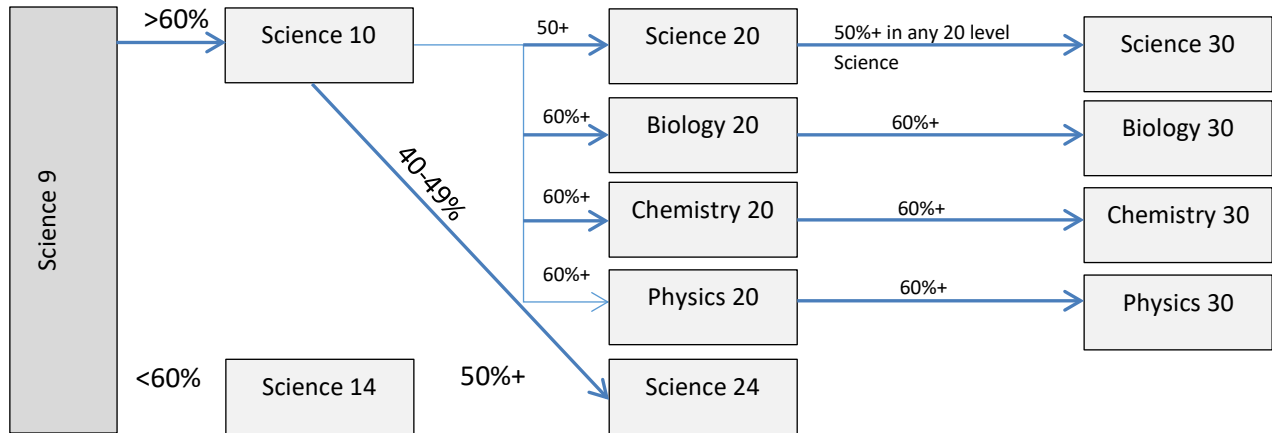 Science 9
>60%
Science 10
50+
Science 20
50%+ in any 20 level
Science
Science 30
60%+
Biology 20
60%+
Biology 30
40-49%
60%+
Chemistry 20
60%+
Chemistry 30
60%+
Physics 20
60%+
Physics 30
<60%
Science 14
50%+
Science 24